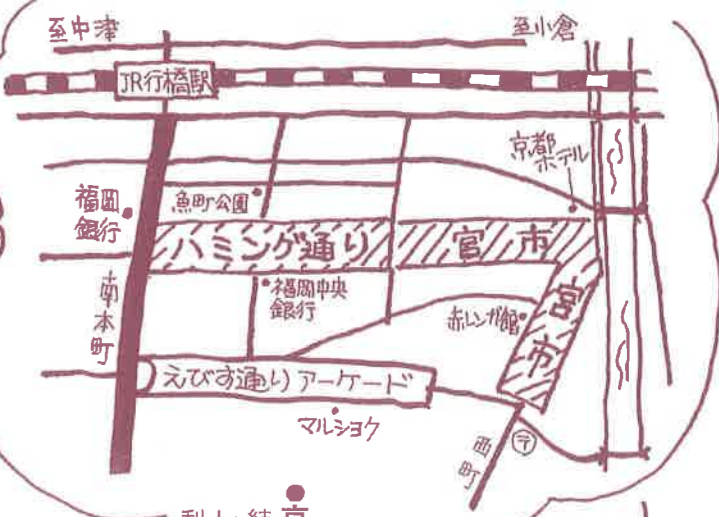 至中津
至小倉
JR行橋駅
京都
ホテル
福岡
銀行
魚町公園
ハミング通り
宮市
南本町
福岡中央
銀行
赤レンガ館
宮市
えびす通りアーケード
マルショク
西町
〒